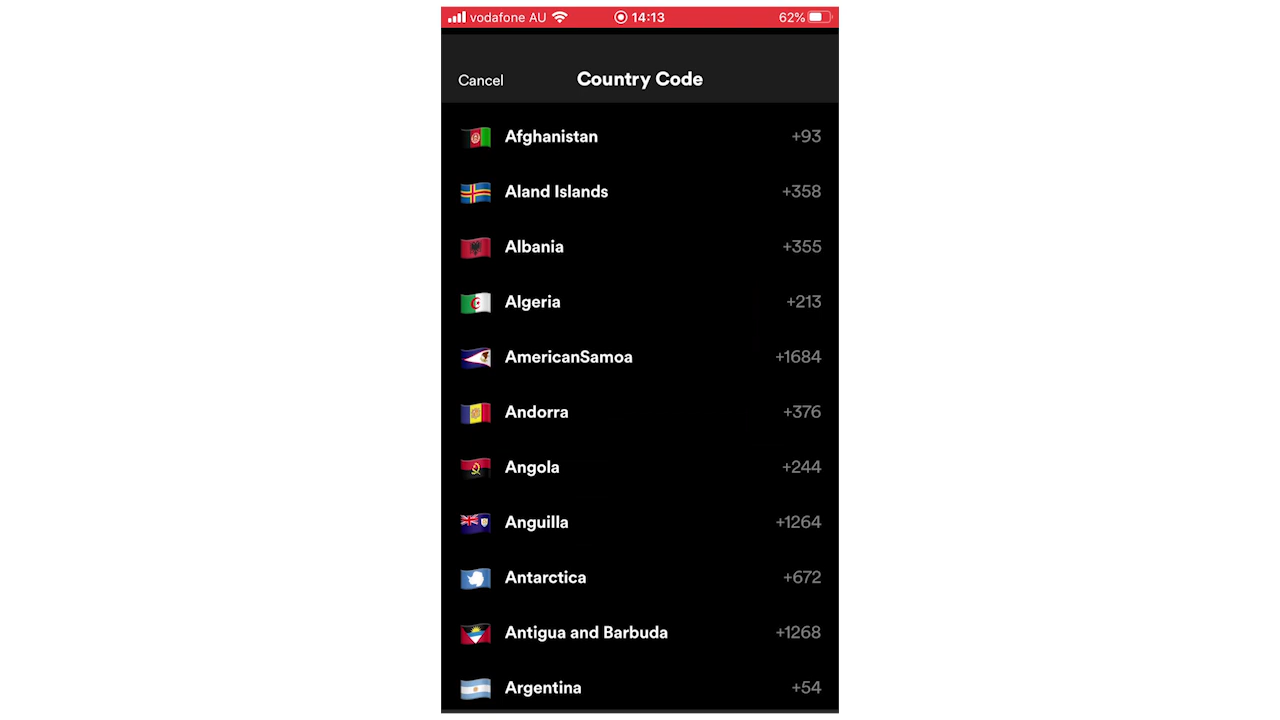 vodafone AU 14:13 62%
Cancel Country Code
Afghanistan +93
Aland Islands +358
Albania +355
Algeria +213
AmericanSamoa +1684
Andorra +376
Angola +244
Anguilla +1264
Antarctica +672
Antigua and Barbuda +1268
Argentina +54